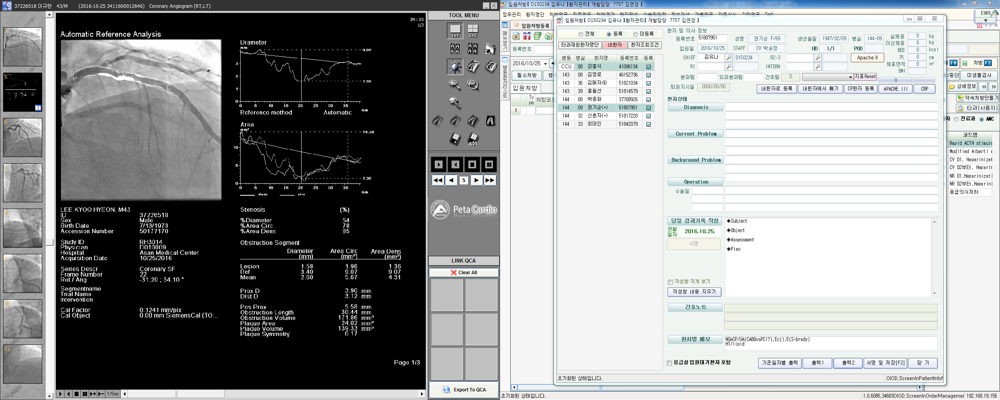 37226518 이규현 43/M (2016-10-25 3411600012646) Coronary Angiogram (RT,LT)
IM : 05
1/3
Automatic Reference Analysis
P
D
Diameter
mm
4.05
3
2
1.58
1
0
0 5 10 15 20 25 30 35
mm
Reference method Automatic
Area
mm²
14.29
10
5
1.36
0
0 5 10 15 20 25 30 35
mm
dens circ
LEE KYOO HYEON, M43
ID 37226518
Sex Male
Birth Date 7/13/1973
Accession Number 50177170
Study ID RH3014
Physician D010009
Hospital Asan Medical Center
Acquisition Date 10/25/2016
Series Descr Coronary SF
Frame Number 22
Rot / Ang -31.20 ; 34.10 °
Segmentname
Trial Name
Intervention
Cal Factor 0.1241 mm/pix
Cal Object 0.00 mm SiemensCal (TO...
Stenosis (%)
%Diameter 54
%Area Circ 78
%Area Dens 85
Obstruction Segment
Diameter Area Circ Area Dens
(mm) (mm²) (mm²)
Lesion 1.58 1.96 1.36
Ref 3.40 9.07 9.07
Mean 2.60 5.67 4.31
Prox D 3.90 mm
Dist D 3.12 mm
Pos Prox 5.58 mm
Obstruction Length 30.44 mm
Obstruction Volume 171.86 mm³
Plaque Area 24.02 mm²
Plaque Volume 139.33 mm³
Plaque Symmetry 0.17
Page 1/3
1/Sec
4
5
1
6
7
8
9
10
11
TOOL MENU
1x1 2x2
AVI
5
ASAN MEDICAL CENTER
Peta Cardio
LINK QCA
Clear All
Export To QCA
입원처방【 D150234 김유나 】환자관리【 개발담당 7757 김연경 】
업무관리 환자명단
Test
EMR
메뉴보기
병동환자리스트
입원처방등록
등록번호
2016/10/25
필수처방 행
입원처방
Type 처방코
1
입원처방【 D150234 김유나 】환자관리【 개발담당 7757 김연경 】
전체 등록 미등록
타과재원환자명단 내환자 환자조회조건
병동 병실 환자명 등록번호 등록
CCU 08 강흥식 41096134
143 08 김영로 46152736
143 36 김매자㉿ 51821034
143 39 홍월선 51814579
144 08 박종화 37708926
144 09 권기순(*) 51807951
144 32 신춘자(*) 51817220
144 33 최대인 51842079
환자 및 의사 정보
등록번호 51807951 성명 권기순 F/69 생년월일 1947/02/09 병실 144-09
입원일 2016/10/25 STAFF CV 박승정 HD 1/1 POD
CHIEF 김유나 D150234 R2-3 Apache II
R1 INTERN
분과팀 외과분과팀 간호팀 0 지표Reset
퇴원지시일 0000/00/00
실체중 0 kg
이상체중 0 kg
BEE 0 kcal
키 0 cm
체표면적 0 m²
BMI
0
내환자로 등록 내환자에서 빼기 CP환자 등록 APACHE III CRP
환자상태
Diagnosis
Current Problem
Background Problem
Operation
수술일
당일 경과기록 작성
관찰일자 2016.10.25.
서명
◈Subject
◈Object
◈Assessment
◈Plan
작성창 작게 보기
작성창 내용 지우기
간호노트
환자별 메모
NOeCP/UA(CABGvsPCI?),Ec(),E(S-brady)
HT/lipid
응급실 입원대기환자 포함
기준일자별 출력 출력1 출력2 서명 및 저장[F2] 닫 기
초기화된 상태입니다.
OIOD,ScreenInPatientInfoM
F8 처방 F2
/중단 미생물검사
상세정보
약속처방만들기
타과[사용자]
자 진료과 AMC
코드명
Rapid ACTH stimula
Modified Alberti r
CV D1, Heparinizat
CV D2부터, Heparin
NR D1,Heparinizati
NR D2부터,Heparini
응급의식저하
초기화된 상태입니다.
1,0,6085,34683OIOD,ScreenInOrderManagemer 192,168,19,156